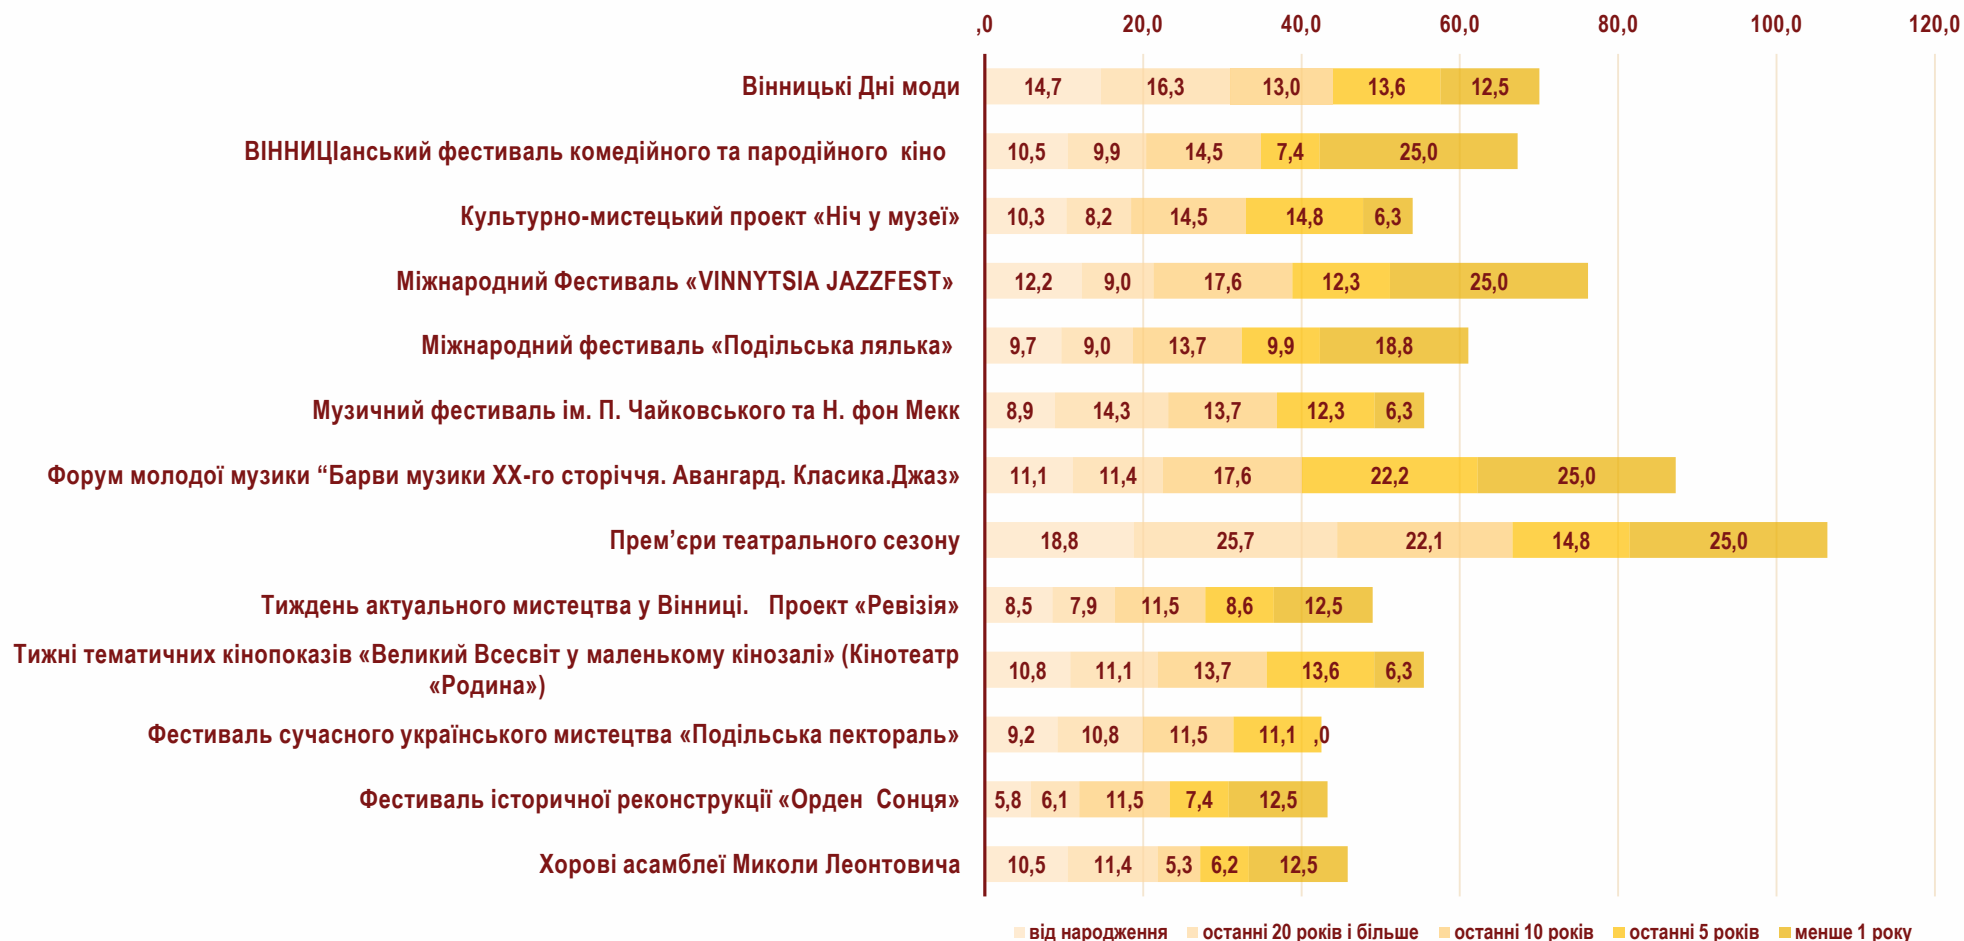 ,0 20,0 40,0 60,0 80,0 100,0 120,0
Вінницькі Дні моди 14,7 16,3 13,0 13,6 12,5
ВІННИЦІанський фестиваль комедійного та пародійного кіно 10,5 9,9 14,5 7,4 25,0
Культурно-мистецький проект «Ніч у музеї» 10,3 8,2 14,5 14,8 6,3
Міжнародний Фестиваль «VINNYTSIA JAZZFEST» 12,2 9,0 17,6 12,3 25,0
Міжнародний фестиваль «Подільська лялька» 9,7 9,0 13,7 9,9 18,8
Музичний фестиваль ім. П. Чайковського та Н. фон Мекк 8,9 14,3 13,7 12,3 6,3
Форум молодої музики “Барви музики ХХ-го сторіччя. Авангард. Класика.Джаз» 11,1 11,4 17,6 22,2 25,0
Прем’єри театрального сезону 18,8 25,7 22,1 14,8 25,0
Тиждень актуального мистецтва у Вінниці. Проект «Ревізія» 8,5 7,9 11,5 8,6 12,5
Тижні тематичних кінопоказів «Великий Всесвіт у маленькому кінозалі» (Кінотеатр
«Родина») 10,8 11,1 13,7 13,6 6,3
Фестиваль сучасного українського мистецтва «Подільська пектораль» 9,2 10,8 11,5 11,1 ,0
Фестиваль історичної реконструкції «Орден Сонця» 5,8 6,1 11,5 7,4 12,5
Хорові асамблеї Миколи Леонтовича 10,5 11,4 5,3 6,2 12,5
від народження останні 20 років і більше останні 10 років останні 5 років менше 1 року